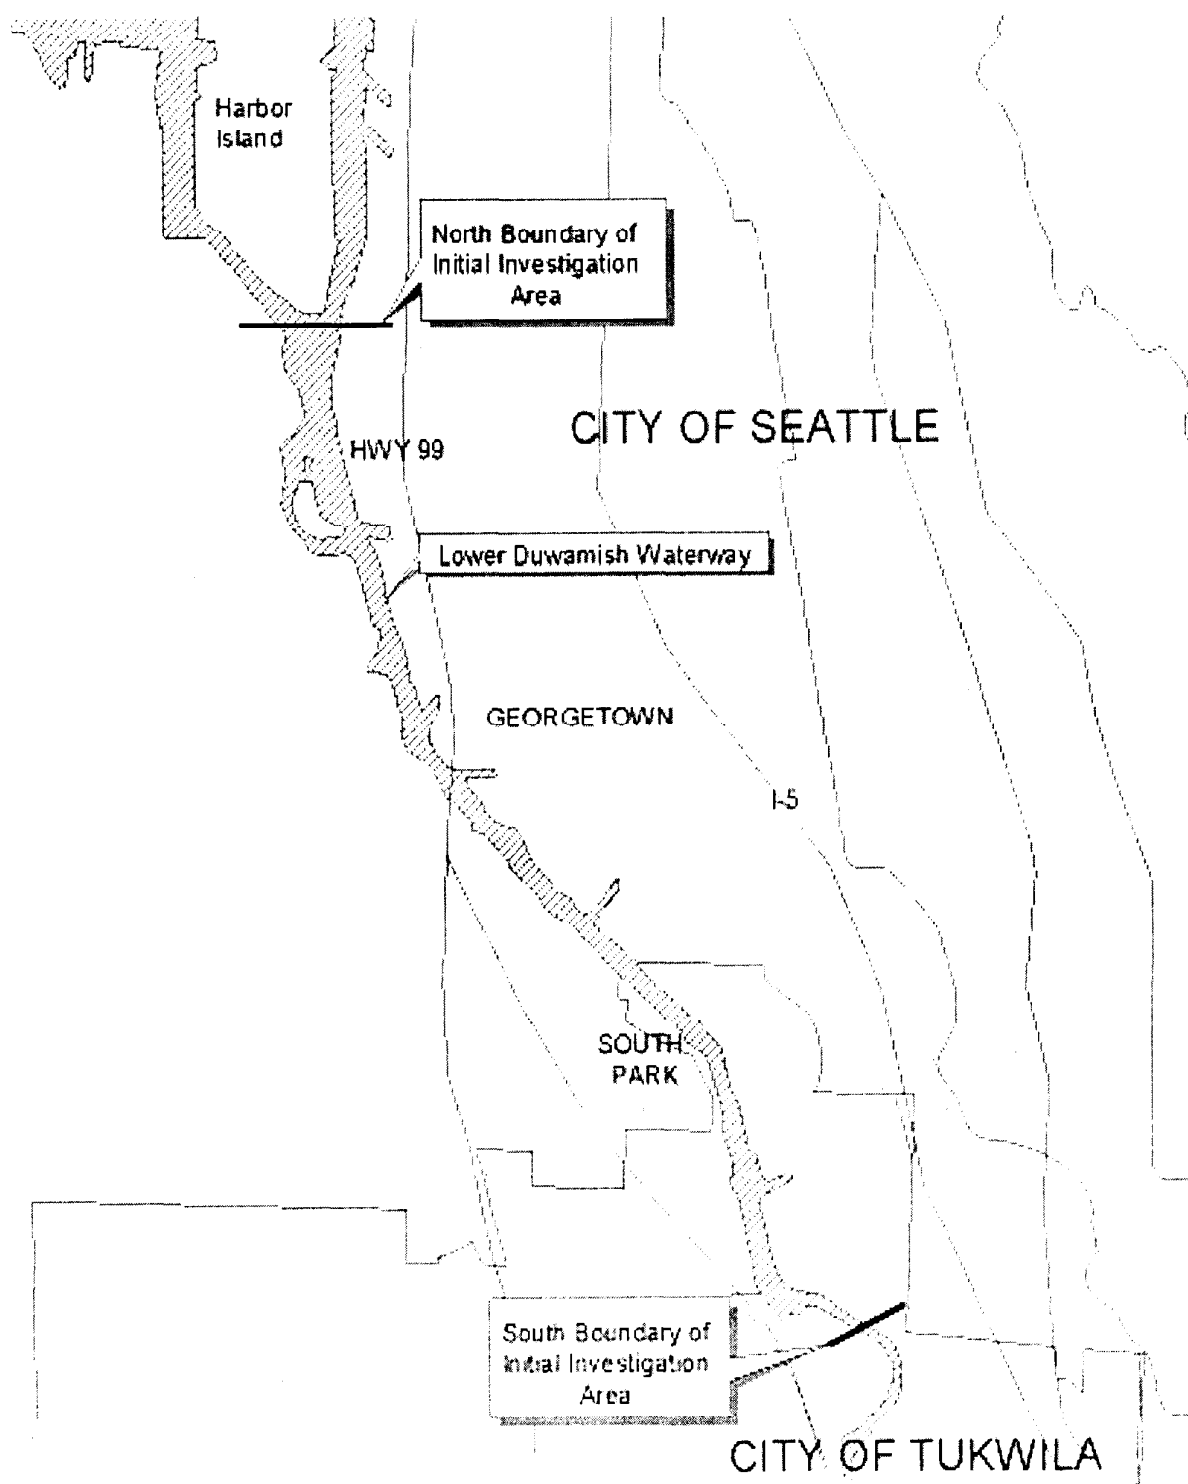 Harbor
Island
North Boundary of
Initial Investigation
Area
CITY OF SEATTLE
HWY 99
Lower Duwamish Waterway
GEORGETOWN
I-5
SOUTH
PARK
South Boundary of
Initial Investigation
Area
CITY OF TUKWILA